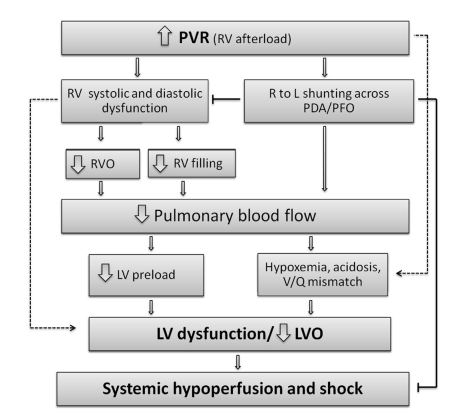 PVR (RV afterload)
RV systolic and diastolic
dysfunction
R to L shunting across
PDA/PFO
RVO
RV filling
Pulmonary blood flow
LV preload
Hypoxemia, acidosis,
V/Q mismatch
LV dysfunction/ LVO
Systemic hypoperfusion and shock